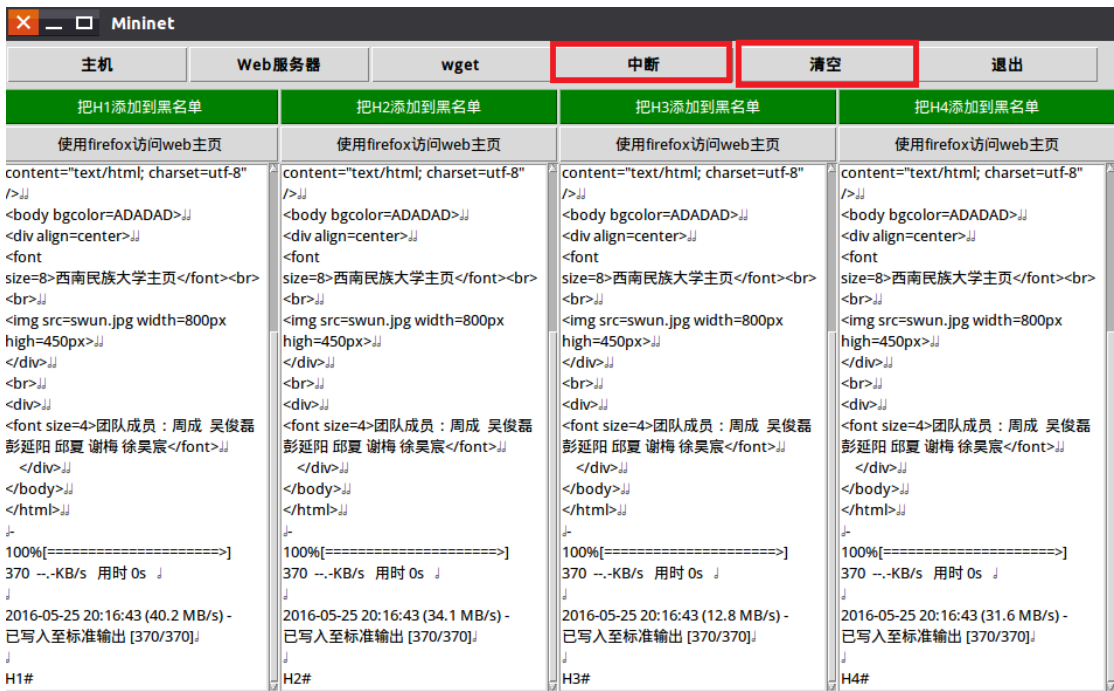 Mininet
主机 Web服务器 wget 中断 清空 退出
把H1添加到黑名单 把H2添加到黑名单 把H3添加到黑名单 把H4添加到黑名单
使用firefox访问web主页 使用firefox访问web主页 使用firefox访问web主页 使用firefox访问web主页
content="text/html; charset=utf-8"
/>
<body bgcolor=ADADAD>
<div align=center>
<font
size=8>西南民族大学主页</font><br>
<br>
<img src=swun.jpg width=800px
high=450px>
</div>
<br>
<div>
<font size=4>团队成员：周成 吴俊磊
彭延阳 邱夏 谢梅 徐昊宸</font>
</div>
</body>
</html>
-
100%[=====================>]
370 --.-KB/s 用时 0s
2016-05-25 20:16:43 (40.2 MB/s) -
已写入至标准输出 [370/370]
H1#
content="text/html; charset=utf-8"
/>
<body bgcolor=ADADAD>
<div align=center>
<font
size=8>西南民族大学主页</font><br>
<br>
<img src=swun.jpg width=800px
high=450px>
</div>
<br>
<div>
<font size=4>团队成员：周成 吴俊磊
彭延阳 邱夏 谢梅 徐昊宸</font>
</div>
</body>
</html>
-
100%[=====================>]
370 --.-KB/s 用时 0s
2016-05-25 20:16:43 (34.1 MB/s) -
已写入至标准输出 [370/370]
H2#
content="text/html; charset=utf-8"
/>
<body bgcolor=ADADAD>
<div align=center>
<font
size=8>西南民族大学主页</font><br>
<br>
<img src=swun.jpg width=800px
high=450px>
</div>
<br>
<div>
<font size=4>团队成员：周成 吴俊磊
彭延阳 邱夏 谢梅 徐昊宸</font>
</div>
</body>
</html>
-
100%[=====================>]
370 --.-KB/s 用时 0s
2016-05-25 20:16:43 (12.8 MB/s) -
已写入至标准输出 [370/370]
H3#
content="text/html; charset=utf-8"
/>
<body bgcolor=ADADAD>
<div align=center>
<font
size=8>西南民族大学主页</font><br>
<br>
<img src=swun.jpg width=800px
high=450px>
</div>
<br>
<div>
<font size=4>团队成员：周成 吴俊磊
彭延阳 邱夏 谢梅 徐昊宸</font>
</div>
</body>
</html>
-
100%[=====================>]
370 --.-KB/s 用时 0s
2016-05-25 20:16:43 (31.6 MB/s) -
已写入至标准输出 [370/370]
H4#